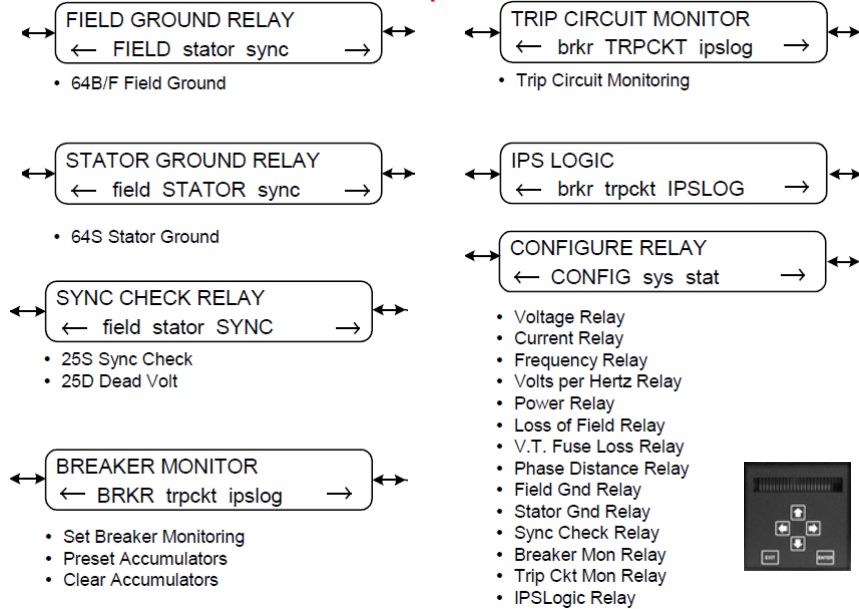 FIELD GROUND RELAY
← FIELD stator sync →
• 64B/F Field Ground
STATOR GROUND RELAY
← field STATOR sync →
• 64S Stator Ground
SYNC CHECK RELAY
← field stator SYNC →
• 25S Sync Check
• 25D Dead Volt
BREAKER MONITOR
← BRKR trpckt ipslog →
• Set Breaker Monitoring
• Preset Accumulators
• Clear Accumulators
TRIP CIRCUIT MONITOR
← brkr TRPCKT ipslog →
• Trip Circuit Monitoring
IPS LOGIC
← brkr trpckt IPSLOG →
CONFIGURE RELAY
← CONFIG sys stat →
• Voltage Relay
• Current Relay
• Frequency Relay
• Volts per Hertz Relay
• Power Relay
• Loss of Field Relay
• V.T. Fuse Loss Relay
• Phase Distance Relay
• Field Gnd Relay
• Stator Gnd Relay
• Sync Check Relay
• Breaker Mon Relay
• Trip Ckt Mon Relay
• IPSLogic Relay
EXIT
ENTER